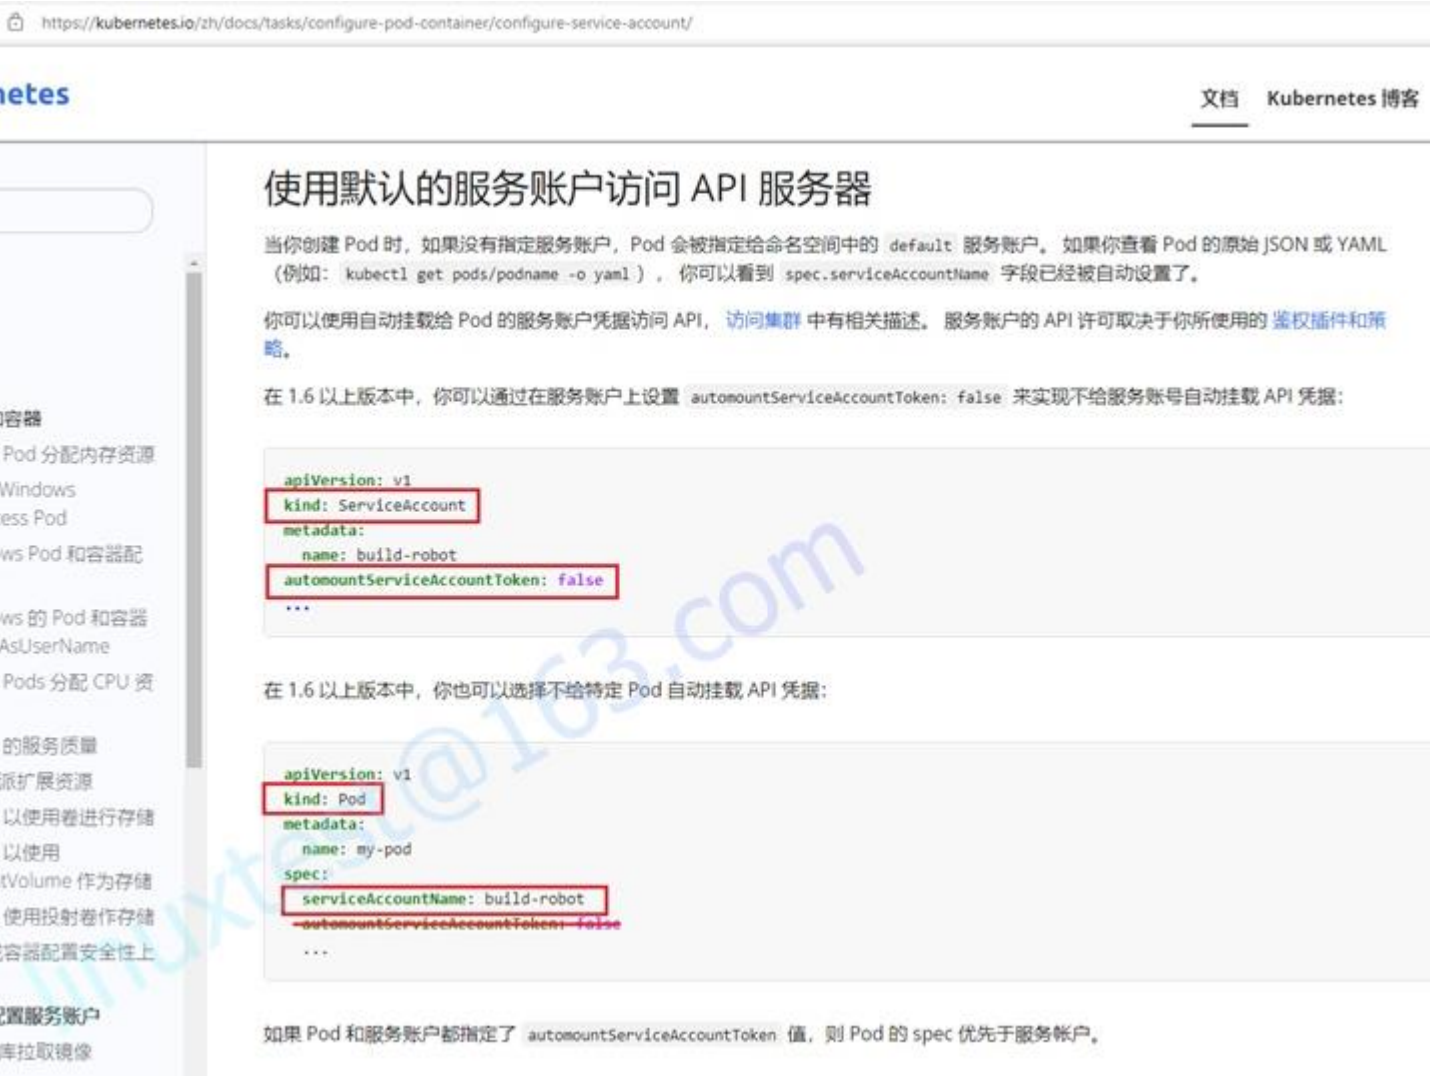 https://kubernetes.io/zh/docs/tasks/configure-pod-container/configure-service-account/
netes
文档 Kubernetes 博客
使用默认的服务账户访问 API 服务器
当你创建 Pod 时，如果没有指定服务账户，Pod 会被指定给命名空间中的 default 服务账户。 如果你查看 Pod 的原始 JSON 或 YAML
（例如： kubectl get pods/podname -o yaml ）， 你可以看到 spec.serviceAccountName 字段已经被自动设置了。
你可以使用自动挂载给 Pod 的服务账户凭据访问 API， 访问集群 中有相关描述。 服务账户的 API 许可取决于你所使用的 鉴权插件和策
略。
在 1.6 以上版本中，你可以通过在服务账户上设置 automountServiceAccountToken: false 来实现不给服务账号自动挂载 API 凭据：
apiVersion: v1
kind: ServiceAccount
metadata:
name: build-robot
automountServiceAccountToken: false
...
在 1.6 以上版本中，你也可以选择不给特定 Pod 自动挂载 API 凭据：
apiVersion: v1
kind: Pod
metadata:
name: my-pod
spec:
serviceAccountName: build-robot
automountServiceAccountToken: false
...
如果 Pod 和服务账户都指定了 automountServiceAccountToken 值，则 Pod 的 spec 优先于服务帐户。
容器
Pod 分配内存资源
Windows
ess Pod
ws Pod 和容器配
ws 的 Pod 和容器
AsUserName
Pods 分配 CPU 资
的服务质量
派扩展资源
以使用卷进行存储
以使用
tVolume 作为存储
使用投射卷作存储
容器配置安全性上
配置服务账户
库拉取镜像
linuxtest@163.com